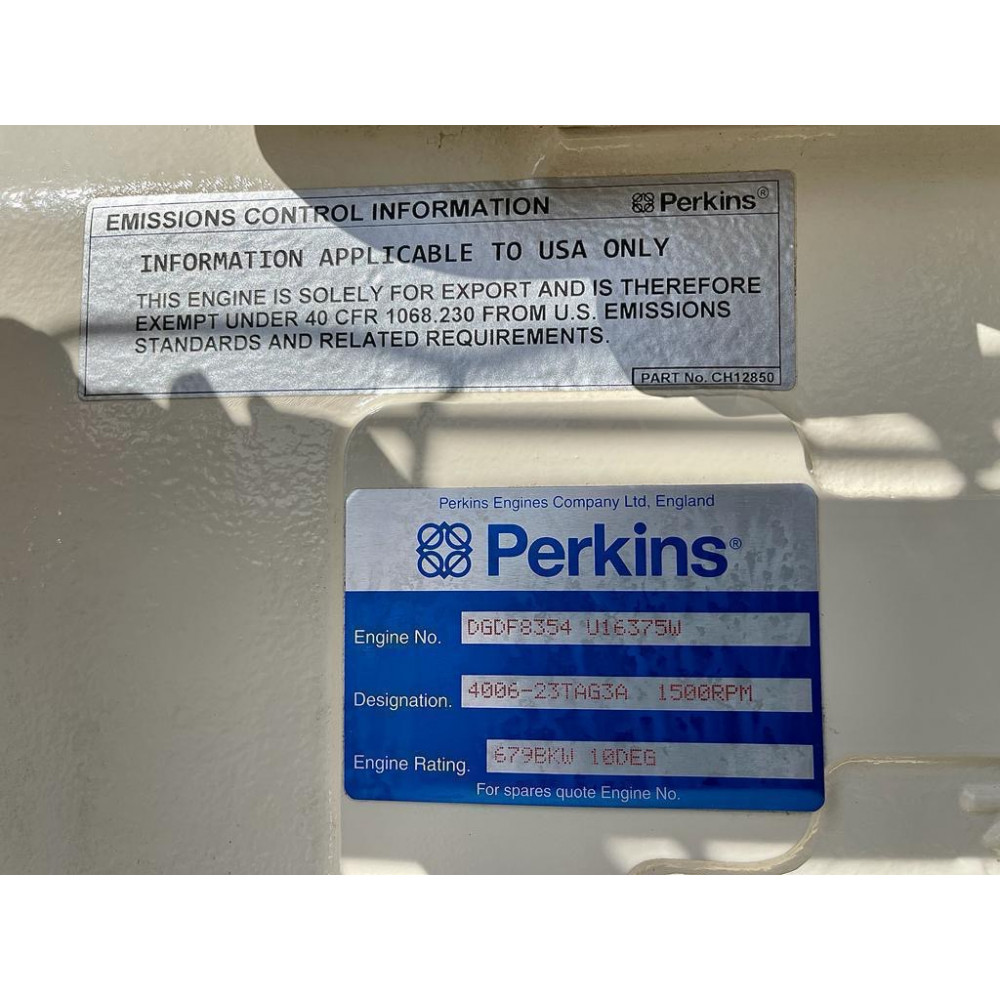 EMISSIONS CONTROL INFORMATION Perkins®
INFORMATION APPLICABLE TO USA ONLY
THIS ENGINE IS SOLELY FOR EXPORT AND IS THEREFORE
EXEMPT UNDER 40 CFR 1068.230 FROM U.S. EMISSIONS
STANDARDS AND RELATED REQUIREMENTS.
PART No. CH12850
Perkins Engines Company Ltd, England
Perkins®
Engine No. DGDF8354 U16375W
Designation. 4006-23TAG3A 1500RPM
Engine Rating. 679BKW 10DEG
For spares quote Engine No.